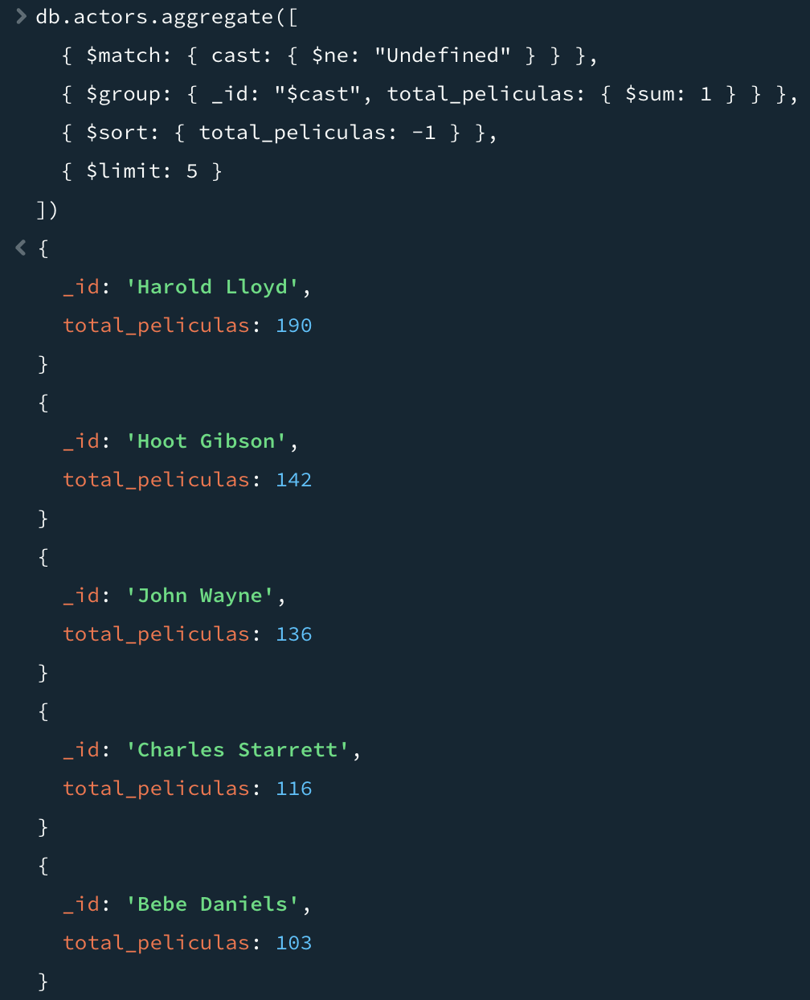 > db.actors.aggregate([
{ $match: { cast: { $ne: "Undefined" } } },
{ $group: { _id: "$cast", total_peliculas: { $sum: 1 } } },
{ $sort: { total_peliculas: -1 } },
{ $limit: 5 }
])
< {
_id: 'Harold Lloyd',
total_peliculas: 190
}
{
_id: 'Hoot Gibson',
total_peliculas: 142
}
{
_id: 'John Wayne',
total_peliculas: 136
}
{
_id: 'Charles Starrett',
total_peliculas: 116
}
{
_id: 'Bebe Daniels',
total_peliculas: 103
}